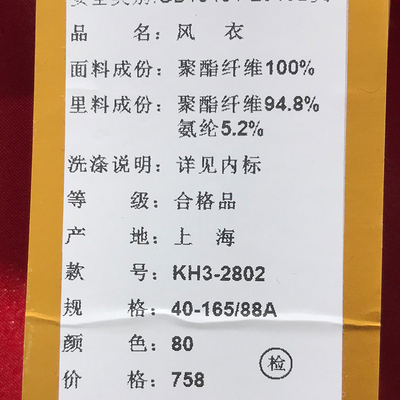 品 名：风 衣
面料成份：聚酯纤维100%
里料成份：聚酯纤维94.8%
氨纶5.2%
洗涤说明：详见内标
等 级：合格品
产 地：上 海
款 号：KH3-2802
规 格：40-165/88A
颜 色：80
检
价 格：758